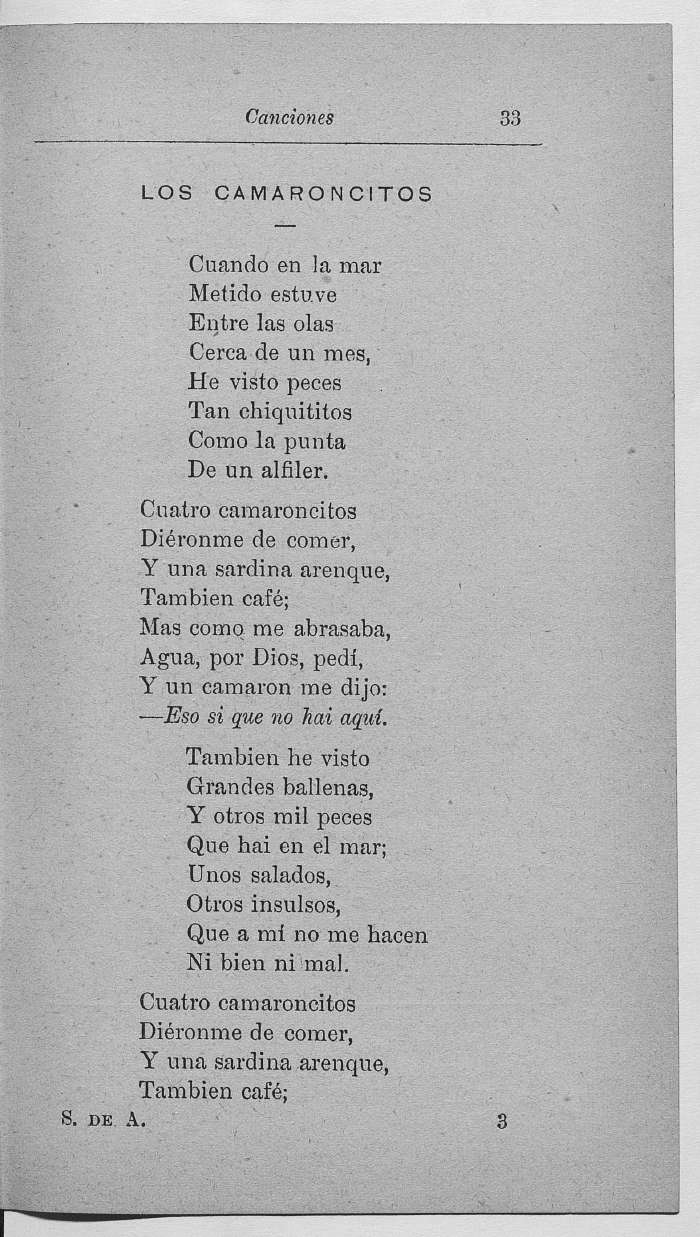 Canciones 33
LOS CAMARONCITOS
Cuando en la mar
Metido estuve
Entre las olas
Cerca de un mes,
He visto peces
Tan chiquititos
Como la punta
De un alfiler.
Cuatro camaroncitos
Diéronme de comer,
Y una sardina arenque,
Tambien café;
Mas como me abrasaba,
Agua, por Dios, pedí,
Y un camaron me dijo:
—Eso si que no hai aquí.
Tambien he visto
Grandes ballenas,
Y otros mil peces
Que hai en el mar;
Unos salados,
Otros insulsos,
Que a mí no me hacen
Ni bien ni mal.
Cuatro camaroncitos
Diéronme de comer,
Y una sardina arenque,
Tambien café;
S. DE A. 3